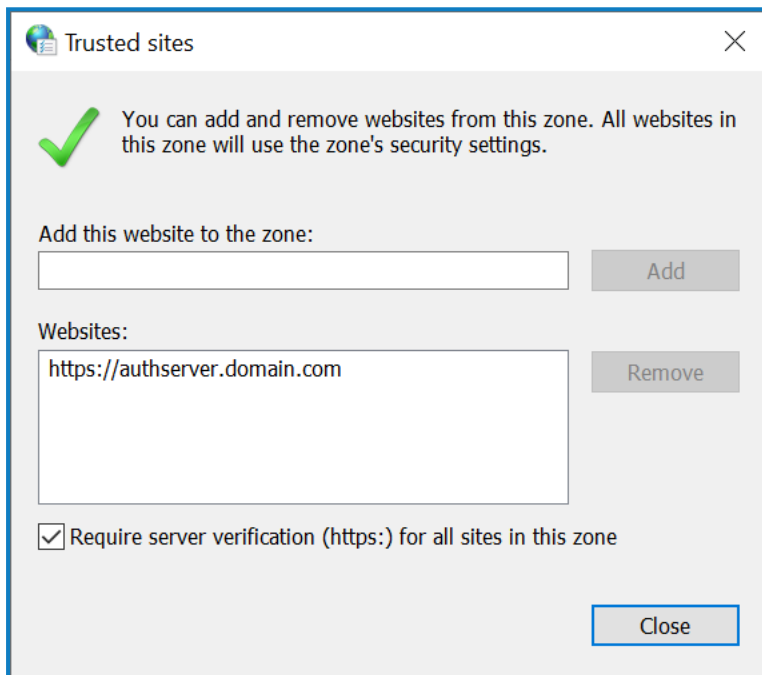 Trusted sites
You can add and remove websites from this zone. All websites in
this zone will use the zone's security settings.
Add this website to the zone:
Add
Websites:
https://authserver.domain.com
Remove
Require server verification (https:) for all sites in this zone
Close